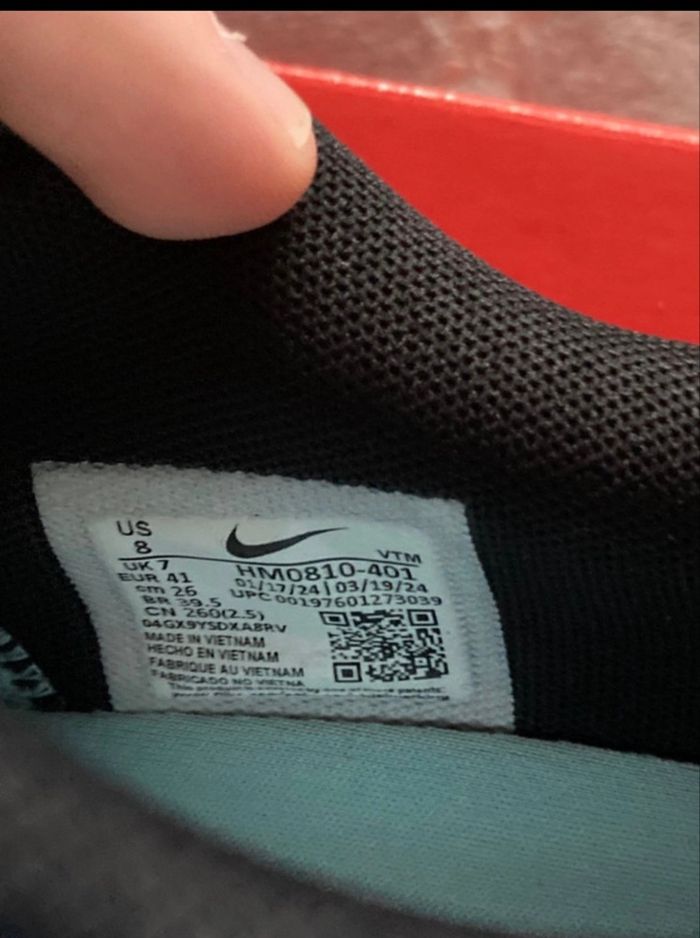 US
8
VTM
UK 7
HM0810-401
EUR 41
01/17/24 | 03/19/24
cm 26
UPC 00197601273039
BR 39.5
CN 260(2.5)
04GX9YSDXA8RV
MADE IN VIETNAM
HECHO EN VIETNAM
FABRIQUE AU VIETNAM
FABRICADO NO VIETNA
This